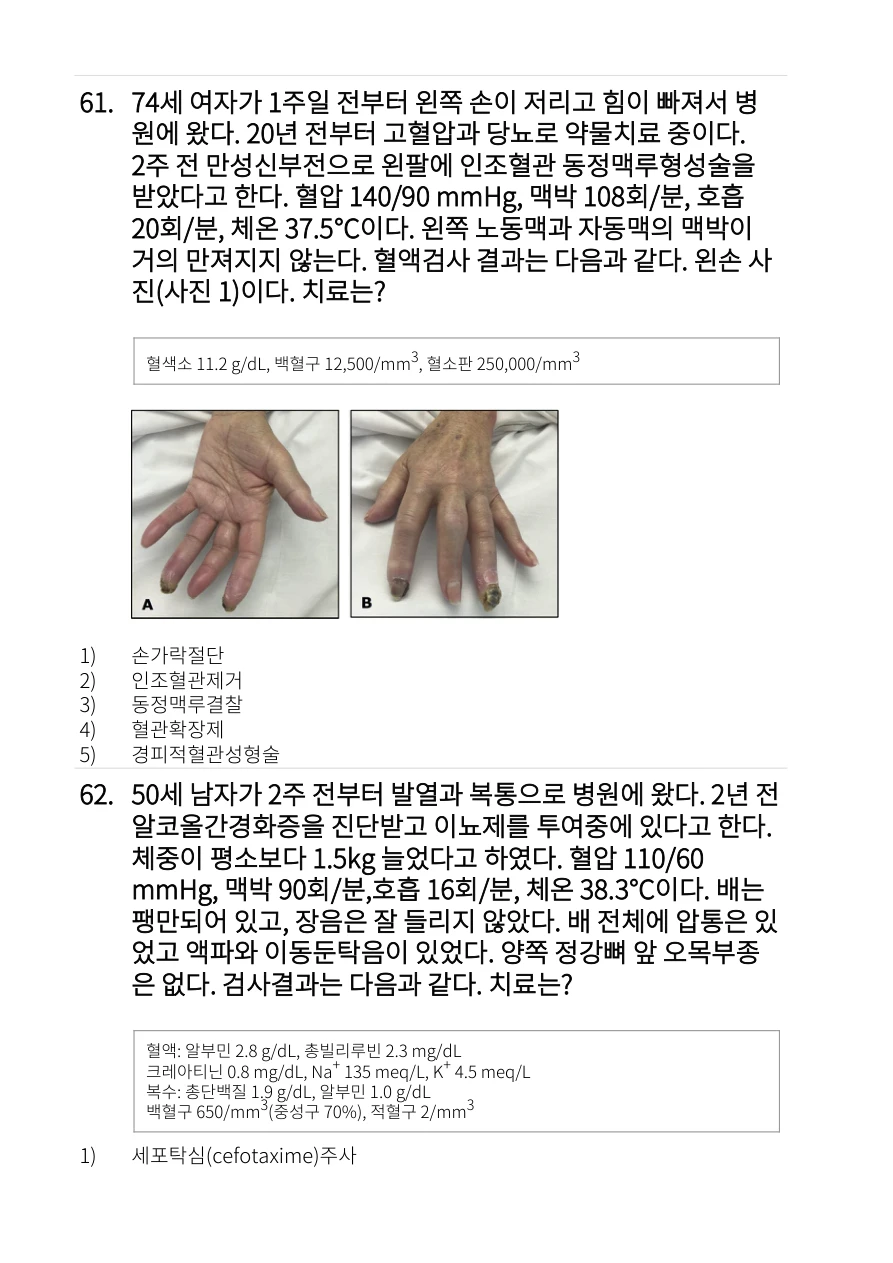 61. 74세 여자가 1주일 전부터 왼쪽 손이 저리고 힘이 빠져서 병
원에 왔다. 20년 전부터 고혈압과 당뇨로 약물치료 중이다.
2주 전 만성신부전으로 왼팔에 인조혈관 동정맥루형성술을
받았다고 한다. 혈압 140/90 mmHg, 맥박 108회/분, 호흡
20회/분, 체온 37.5°C이다. 왼쪽 노동맥과 자동맥의 맥박이
거의 만져지지 않는다. 혈액검사 결과는 다음과 같다. 왼손 사
진(사진 1)이다. 치료는?
혈색소 11.2 g/dL, 백혈구 12,500/mm³, 혈소판 250,000/mm³
A
B
1) 손가락절단
2) 인조혈관제거
3) 동정맥루결찰
4) 혈관확장제
5) 경피적혈관성형술
62. 50세 남자가 2주 전부터 발열과 복통으로 병원에 왔다. 2년 전
알코올간경화증을 진단받고 이뇨제를 투여중에 있다고 한다.
체중이 평소보다 1.5kg 늘었다고 하였다. 혈압 110/60
mmHg, 맥박 90회/분,호흡 16회/분, 체온 38.3°C이다. 배는
팽만되어 있고, 장음은 잘 들리지 않았다. 배 전체에 압통은 있
었고 액파와 이동둔탁음이 있었다. 양쪽 정강뼈 앞 오목부종
은 없다. 검사결과는 다음과 같다. 치료는?
혈액: 알부민 2.8 g/dL, 총빌리루빈 2.3 mg/dL
크레아티닌 0.8 mg/dL, Na⁺ 135 meq/L, K⁺ 4.5 meq/L
복수: 총단백질 1.9 g/dL, 알부민 1.0 g/dL
백혈구 650/mm³(중성구 70%), 적혈구 2/mm³
1) 세포탁심(cefotaxime)주사